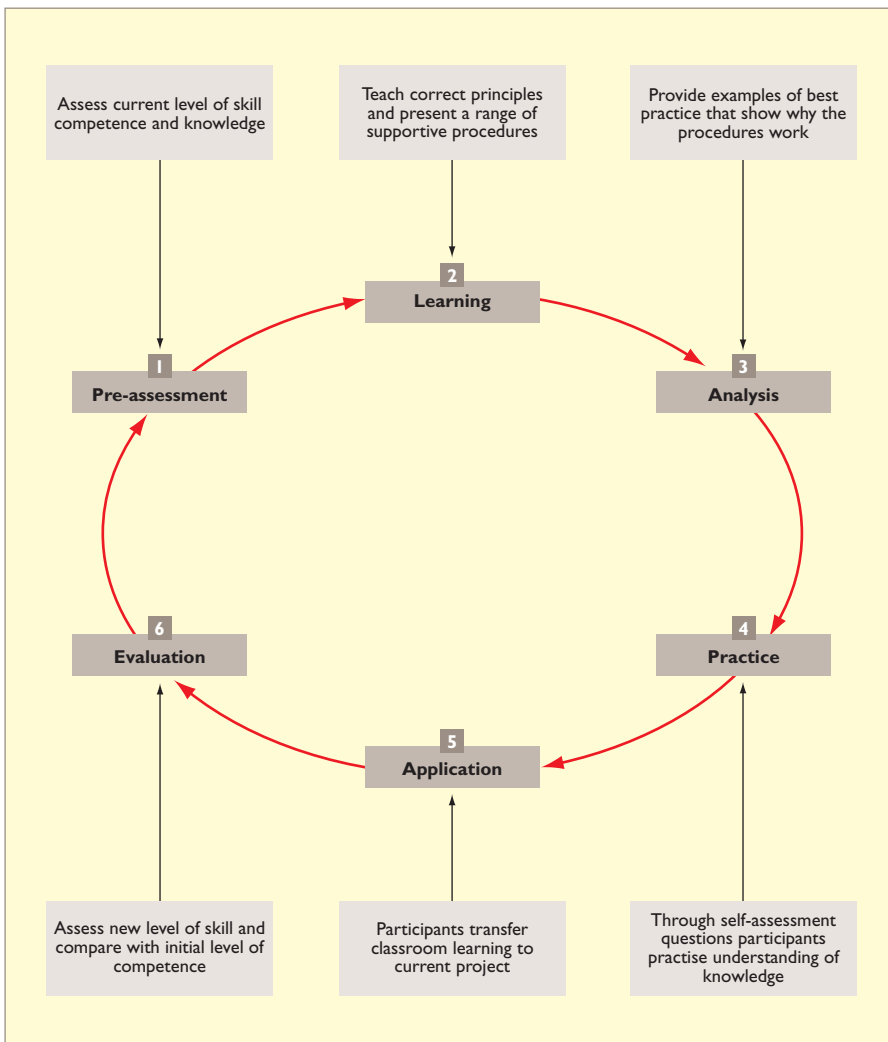 Assess current level of skill
competence and knowledge
Teach correct principles
and present a range of
supportive procedures
Provide examples of best
practice that show why the
procedures work
1
Pre-assessment
2
Learning
3
Analysis
4
Practice
5
Application
6
Evaluation
Assess new level of skill and
compare with initial level of
competence
Participants transfer
classroom learning to
current project
Through self-assessment
questions participants
practise understanding of
knowledge